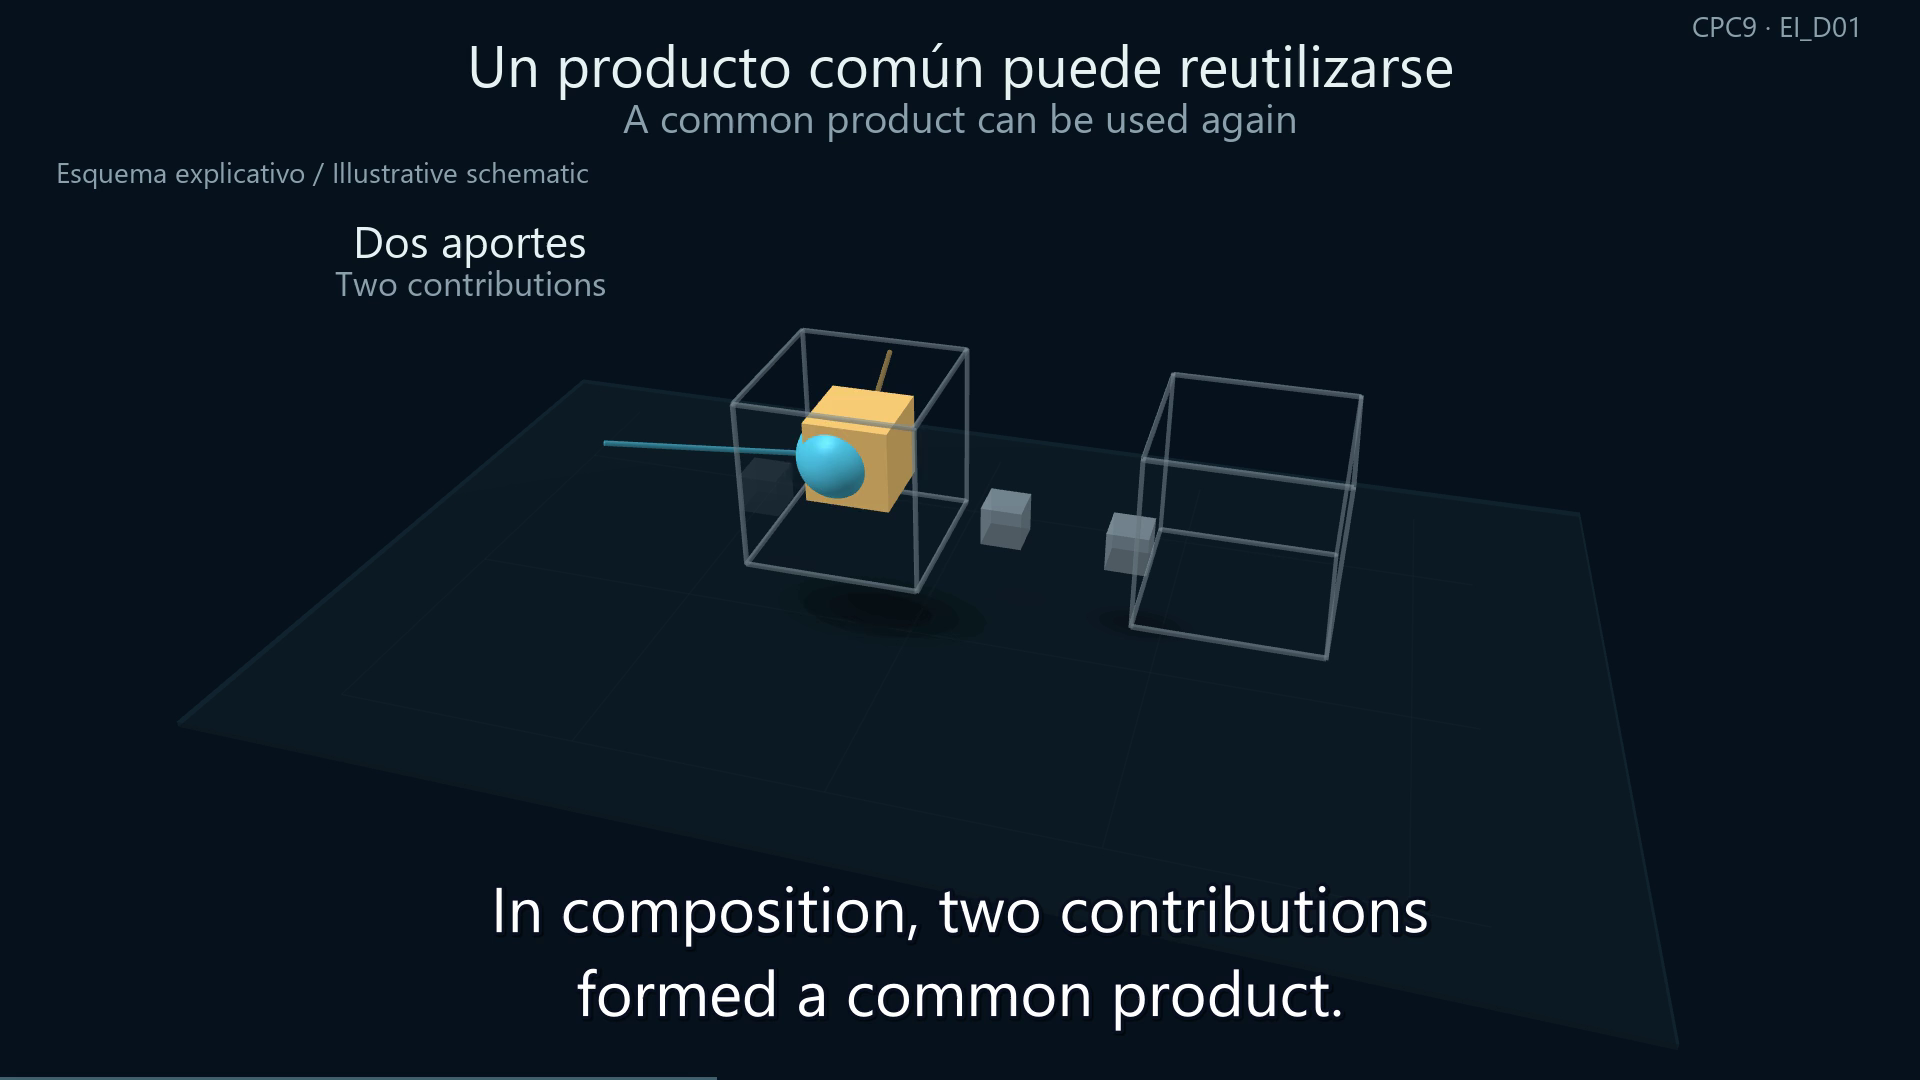 CPC9 · EI_D01
Un producto común puede reutilizarse
A common product can be used again
Esquema explicativo / Illustrative schematic
Dos aportes
Two contributions
In composition, two contributions
formed a common product.